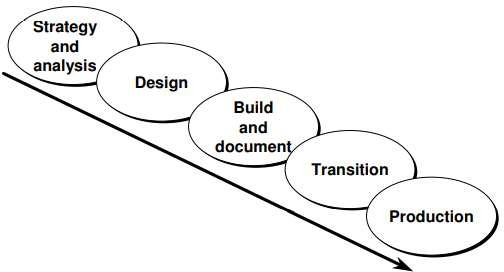 Strategy
and
analysis
Design
Build
and
document
Transition
Production